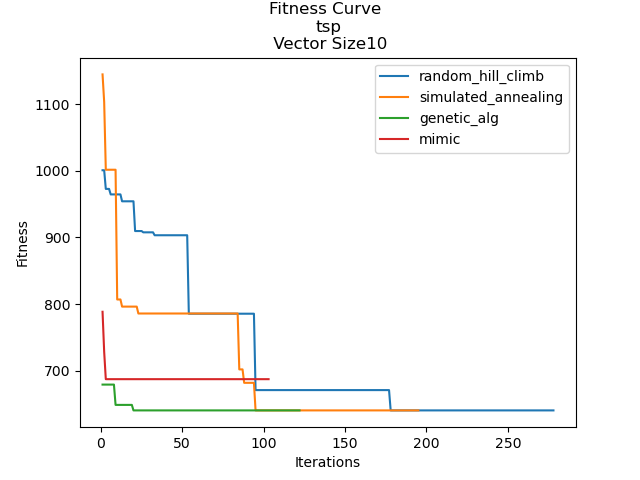 Fitness Curve
tsp
Vector Size10
random_hill_climb
simulated_annealing
genetic_alg
mimic
Fitness
1100
1000
900
800
700
0 50 100 150 200 250
Iterations